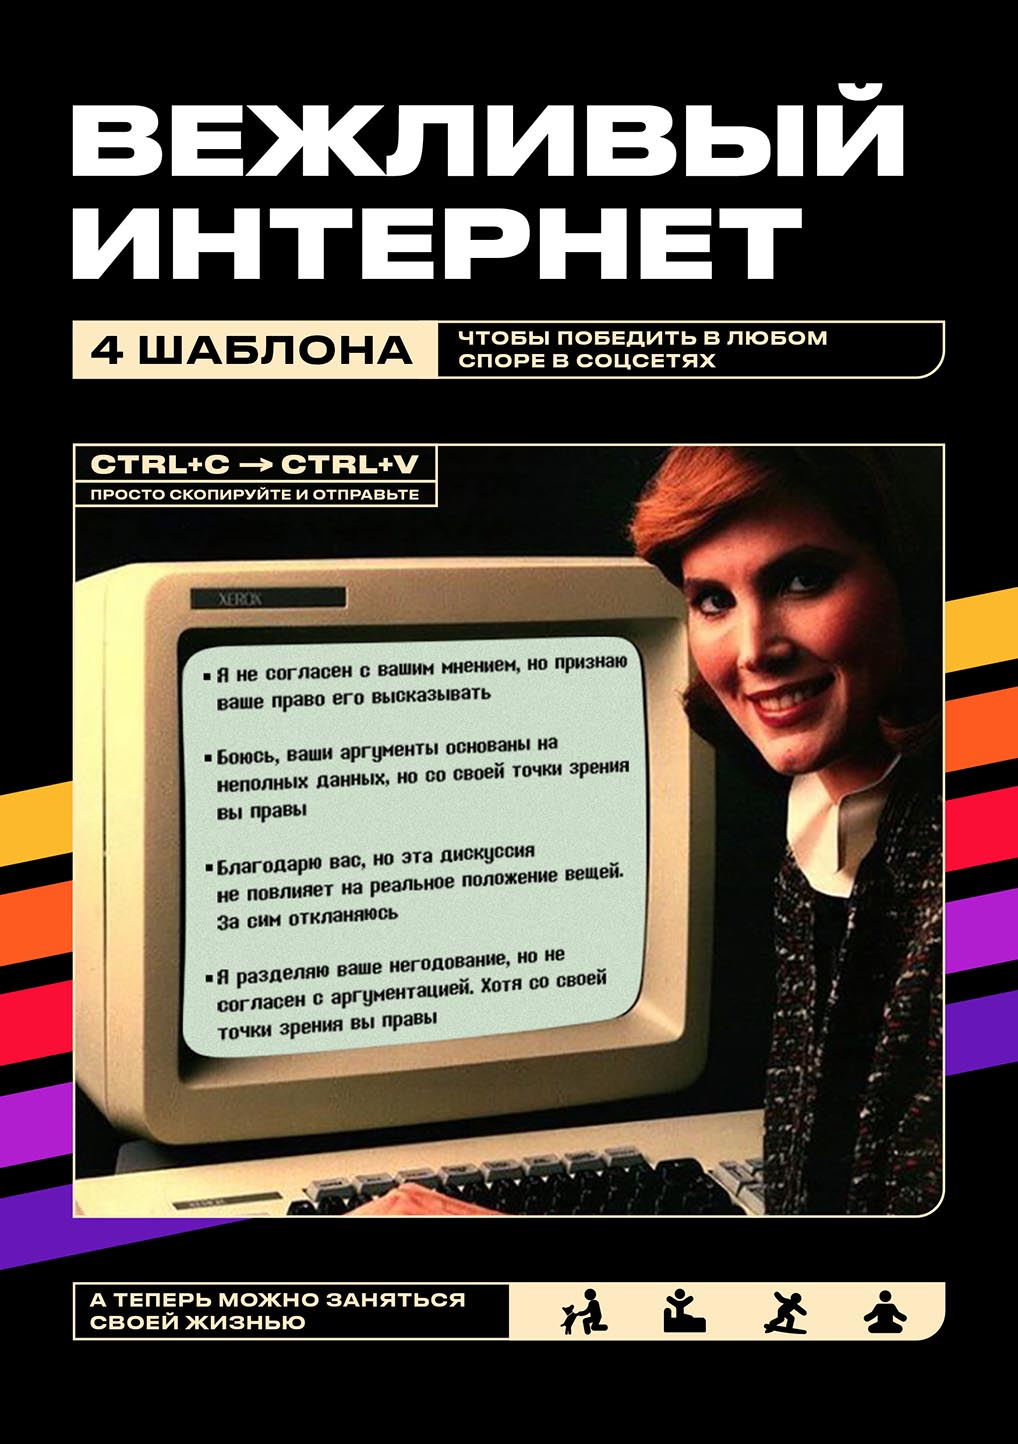 ВЕЖЛИВЫЙ
ИНТЕРНЕТ
4 ШАБЛОНА
ЧТОБЫ ПОБЕДИТЬ В ЛЮБОМ
СПОРЕ В СОЦСЕТЯХ
CTRL+C → CTRL+V
ПРОСТО СКОПИРУЙТЕ И ОТПРАВЬТЕ
XEROX
▪ Я не согласен с вашим мнением, но признаю
ваше право его высказывать
▪ Боюсь, ваши аргументы основаны на
неполных данных, но со своей точки зрения
вы правы
▪ Благодарю вас, но эта дискуссия
не повлияет на реальное положение вещей.
За сим откланяюсь
▪ Я разделяю ваше негодование, но не
согласен с аргументацией. Хотя со своей
точки зрения вы правы
А ТЕПЕРЬ МОЖНО ЗАНЯТЬСЯ
СВОЕЙ ЖИЗНЬЮ